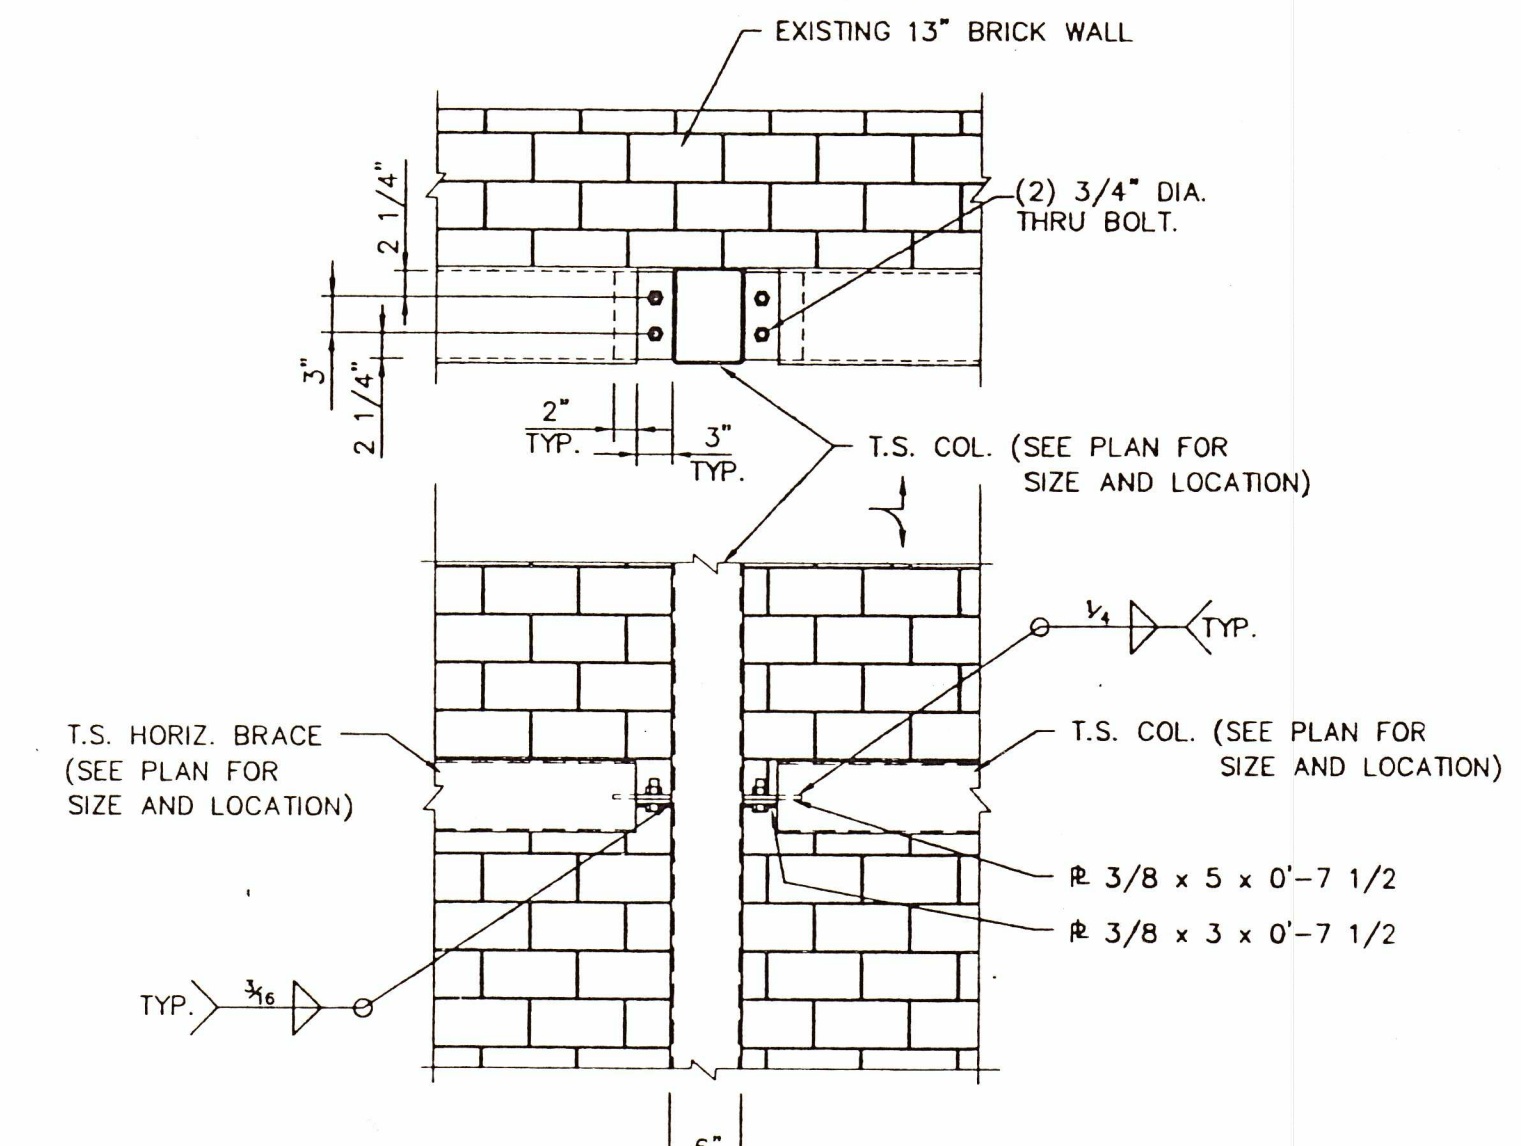 EXISTING 13" BRICK WALL
2 1/4"
(2) 3/4" DIA.
THRU BOLT.
3"
2 1/4"
2"
TYP.
3"
TYP.
T.S. COL. (SEE PLAN FOR
SIZE AND LOCATION)
1/4
TYP.
T.S. HORIZ. BRACE
(SEE PLAN FOR
SIZE AND LOCATION)
T.S. COL. (SEE PLAN FOR
SIZE AND LOCATION)
PL 3/8 x 5 x 0'-7 1/2
PL 3/8 x 3 x 0'-7 1/2
TYP.
3/16